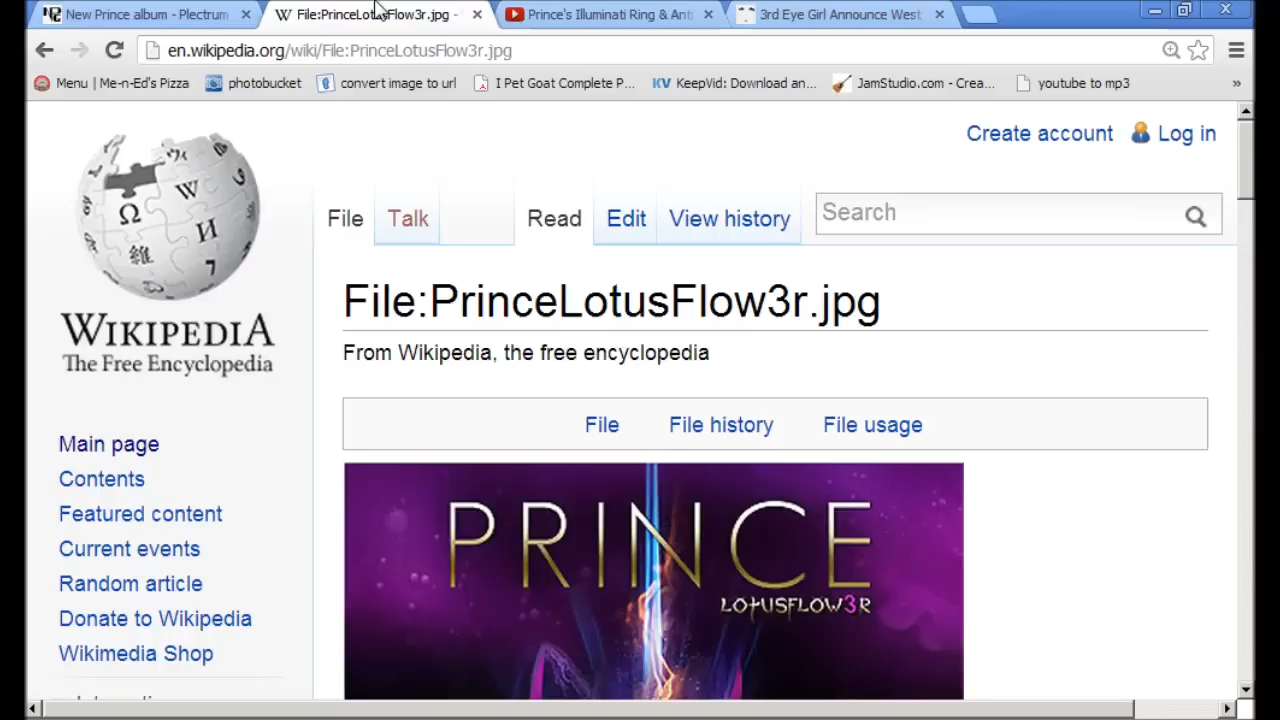 New Prince album - Plectrum
File:PrinceLotusFlow3r.jpg -
Prince's Illuminati Ring & Anti
3rd Eye Girl Announce West
en.wikipedia.org/wiki/File:PrinceLotusFlow3r.jpg
Menu | Me-n-Ed's Pizza
photobucket
convert image to url
I Pet Goat Complete P...
KV KeepVid: Download an...
JamStudio.com - Crea...
youtube to mp3
»
Create account
Log in
File
Talk
Read
Edit
View history
Search
WIKIPEDIA
The Free Encyclopedia
File:PrinceLotusFlow3r.jpg
From Wikipedia, the free encyclopedia
File
File history
File usage
Main page
Contents
Featured content
Current events
Random article
Donate to Wikipedia
Wikimedia Shop
PRINCE
LOTUSFLOW3R